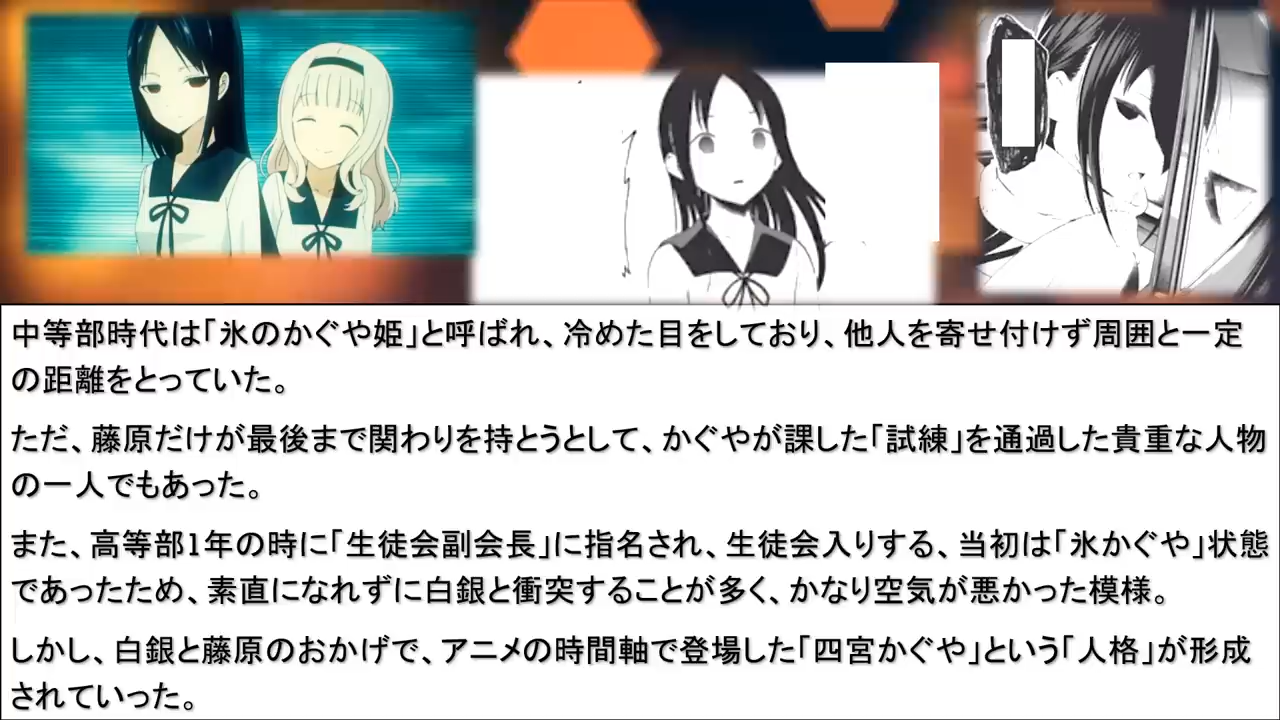 中等部時代は「氷のかぐや姫」と呼ばれ、冷めた目をしており、他人を寄せ付けず周囲と一定
の距離をとっていた。
ただ、藤原だけが最後まで関わりを持とうとして、かぐやが課した「試練」を通過した貴重な人物
の一人でもあった。
また、高等部1年の時に「生徒会副会長」に指名され、生徒会入りする、当初は「氷かぐや」状態
であったため、素直になれずに白銀と衝突することが多く、かなり空気が悪かった模様。
しかし、白銀と藤原のおかげで、アニメの時間軸で登場した「四宮かぐや」という「人格」が形成
されていった。